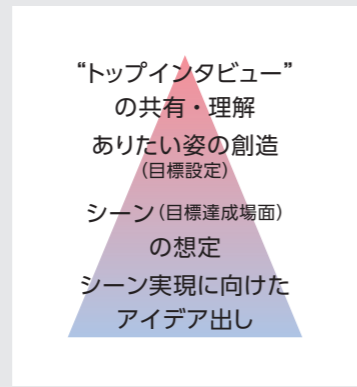 “トップインタビュー”
の共有・理解
ありたい姿の創造
(目標設定)
シーン(目標達成場面)
の想定
シーン実現に向けた
アイデア出し